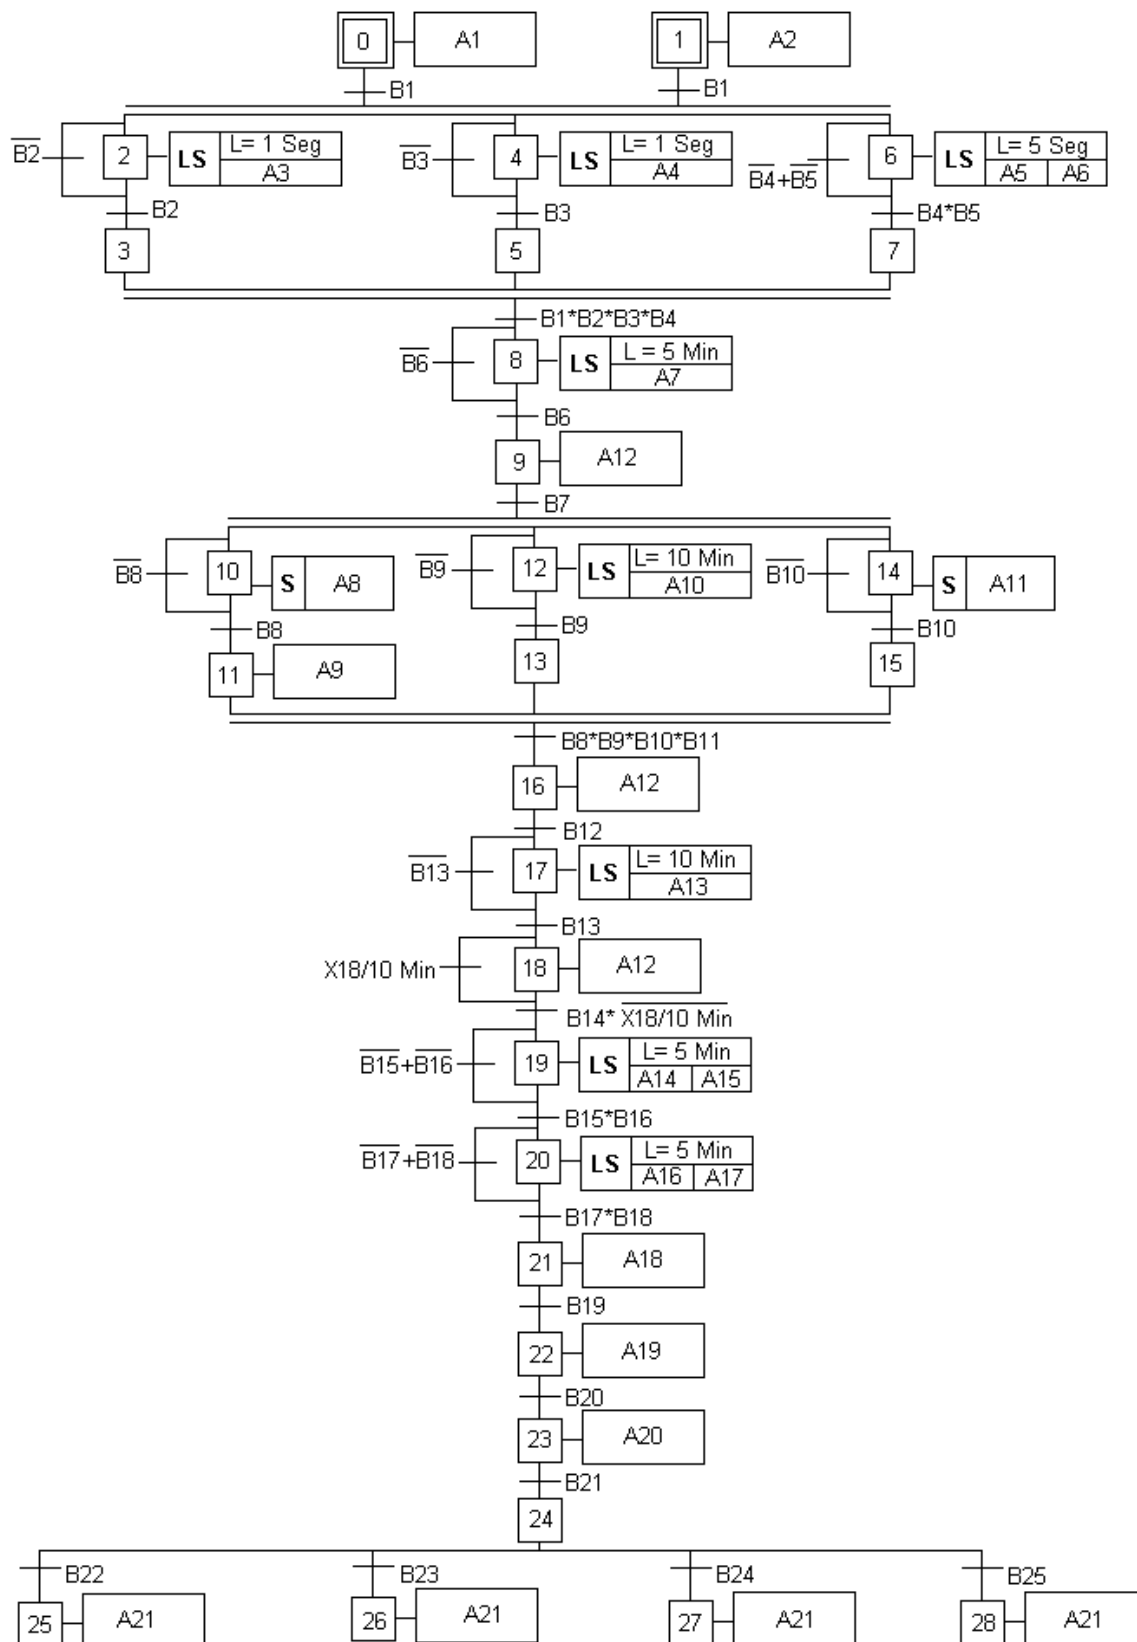 0 A1 1 A2
B1 B1
B2 2 LS L= 1 Seg A3 B3 4 LS L= 1 Seg A4 B4+B5 6 LS L= 5 Seg A5 A6
B2 B3 B4*B5
3 5 7
B1*B2*B3*B4
B6 8 LS L = 5 Min A7
B6
9 A12
B7
B8 10 S A8 B9 12 LS L= 10 Min A10 B10 14 S A11
B8 B9 B10
11 A9 13 15
B8*B9*B10*B11
16 A12
B12
B13 17 LS L= 10 Min A13
B13
X18/10 Min 18 A12
B14* X18/10 Min
B15+B16 19 LS L= 5 Min A14 A15
B15*B16
B17+B18 20 LS L= 5 Min A16 A17
B17*B18
21 A18
B19
22 A19
B20
23 A20
B21
24
B22 B23 B24 B25
25 A21 26 A21 27 A21 28 A21